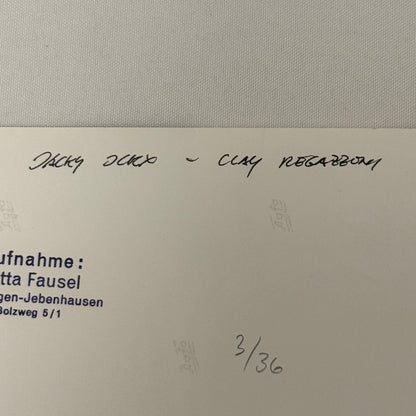 JACKY ICKX - CLAY REGAZZONI
ufnahme:
tta Fausel
gen-Jebenhausen
Bolzweg 5/1
3/36